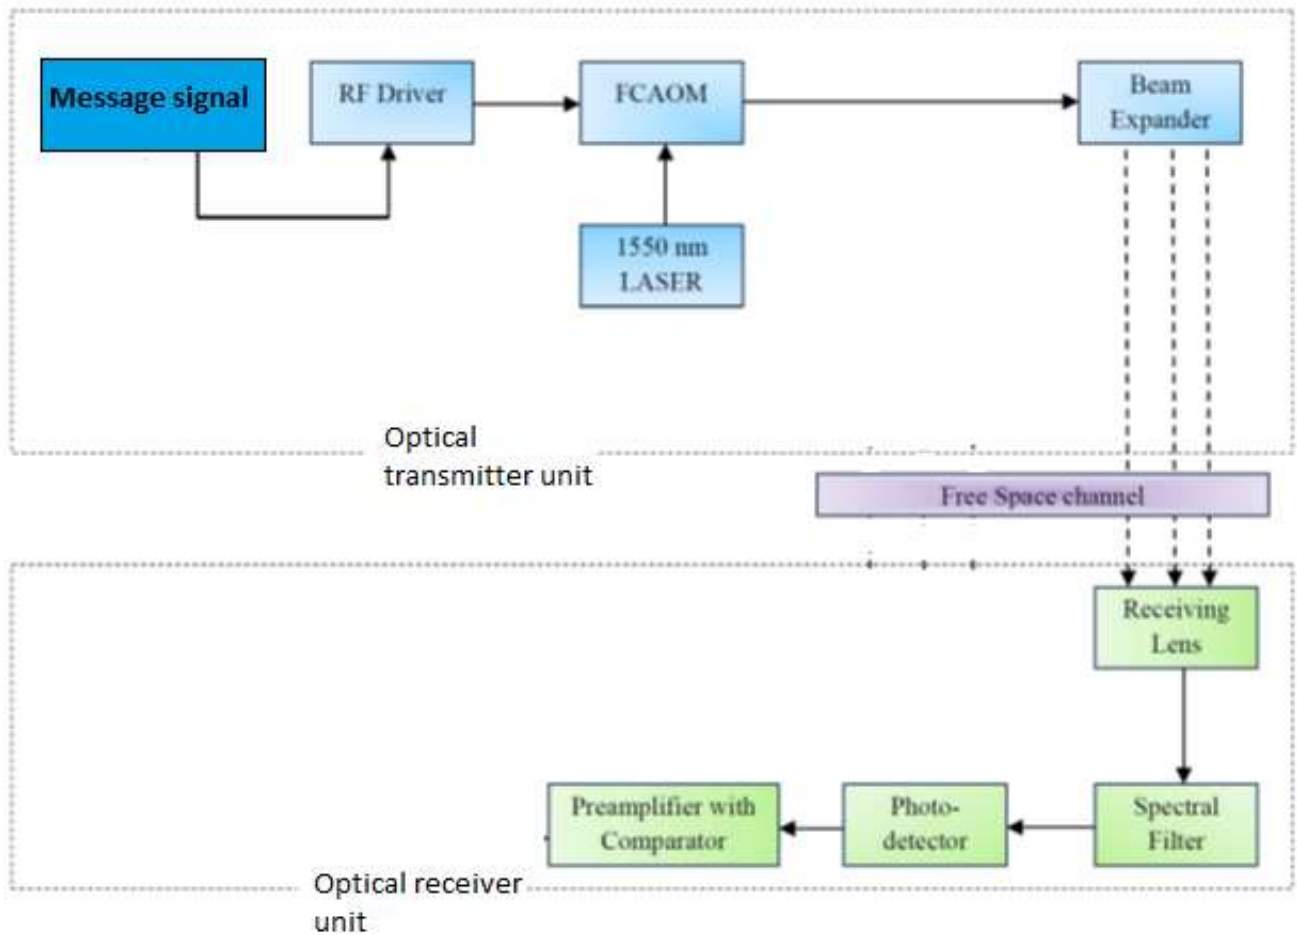 Message signal
RF Driver
FCAOM
Beam
Expander
1550 nm
LASER
Optical
transmitter unit
Free Space channel
Receiving
Lens
Preamplifier with
Comparator
Photo-
detector
Spectral
Filter
Optical receiver
unit